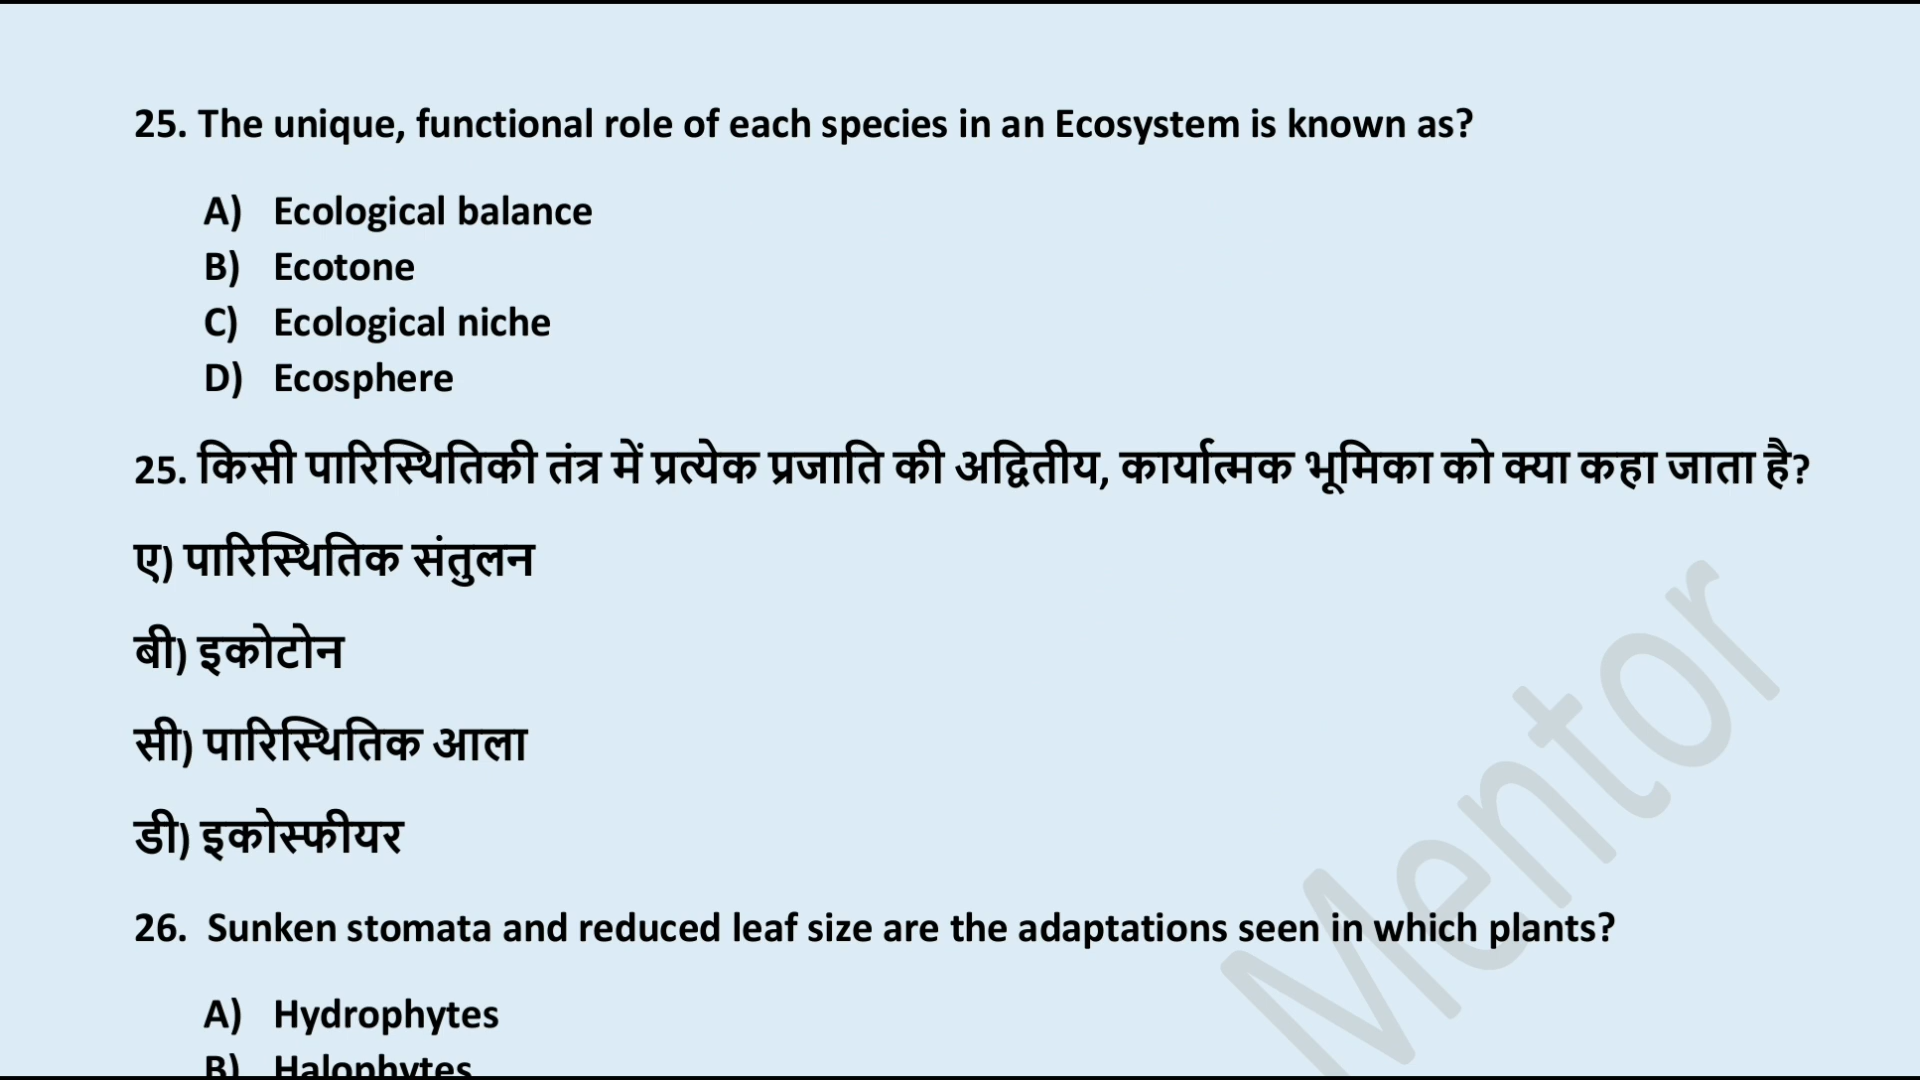 25. The unique, functional role of each species in an Ecosystem is known as?
A) Ecological balance
B) Ecotone
C) Ecological niche
D) Ecosphere
25. किसी पारिस्थितिकी तंत्र में प्रत्येक प्रजाति की अद्वितीय, कार्यात्मक भूमिका को क्या कहा जाता है?
ए) पारिस्थितिक संतुलन
बी) इकोटोन
सी) पारिस्थितिक आला
डी) इकोस्फीयर
26. Sunken stomata and reduced leaf size are the adaptations seen in which plants?
A) Hydrophytes
B) Halophytes
Mentor